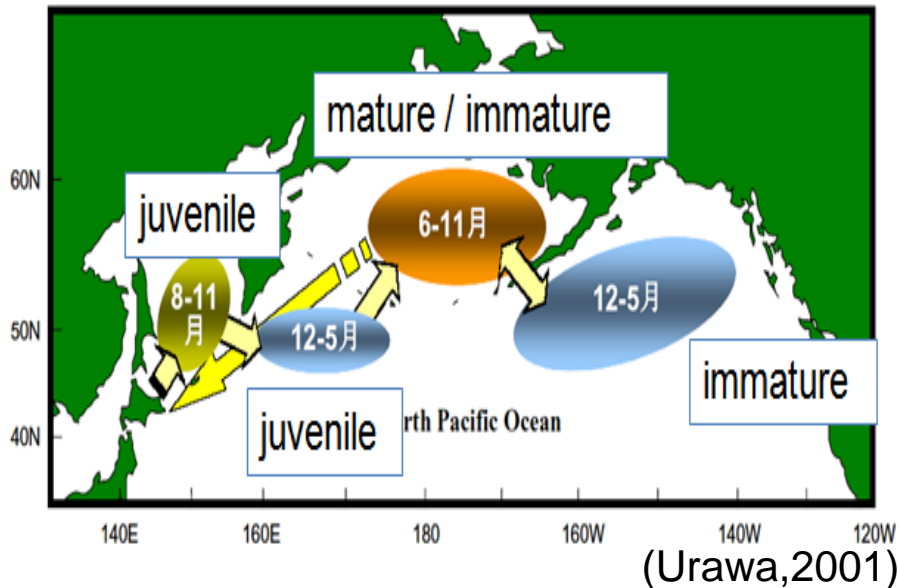 mature / immature
60N
juvenile
6-11月
8-11
月
12-5月
50N
12-5月
immature
juvenile
rth Pacific Ocean
40N
140E
160E
180
160W
140W
120W
(Urawa,2001)